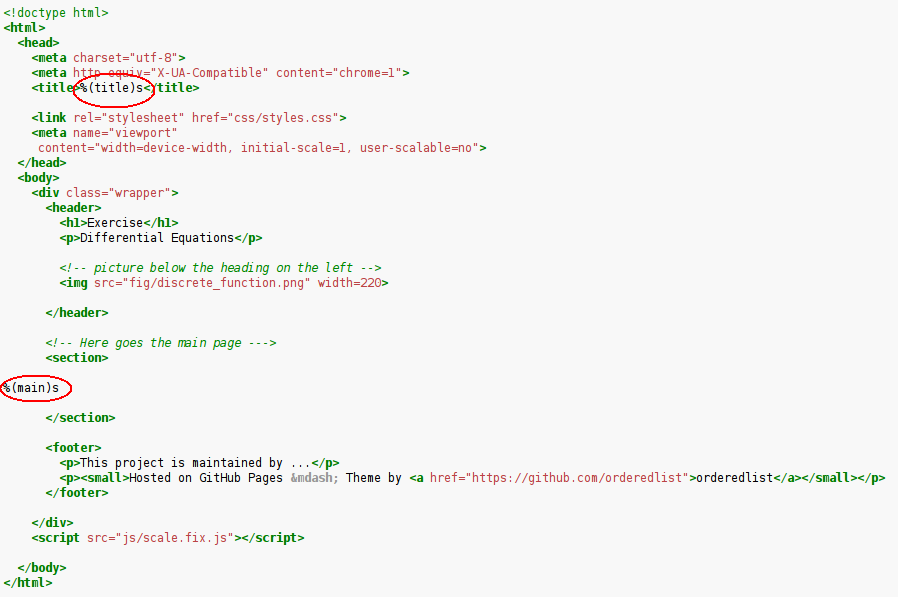 <!doctype html>
<html>
<head>
<meta charset="utf-8">
<meta http-equiv="X-UA-Compatible" content="chrome=1">
<title>%(title)s</title>
<link rel="stylesheet" href="css/styles.css">
<meta name="viewport"
content="width=device-width, initial-scale=1, user-scalable=no">
</head>
<body>
<div class="wrapper">
<header>
<h1>Exercise</h1>
<p>Differential Equations</p>
<!-- picture below the heading on the left -->
<img src="fig/discrete_function.png" width=220>
</header>
<!-- Here goes the main page --->
<section>
%(main)s
</section>
<footer>
<p>This project is maintained by ...</p>
<p><small>Hosted on GitHub Pages &mdash; Theme by <a href="https://github.com/orderedlist">orderedlist</a></small></p>
</footer>
</div>
<script src="js/scale.fix.js"></script>
</body>
</html>